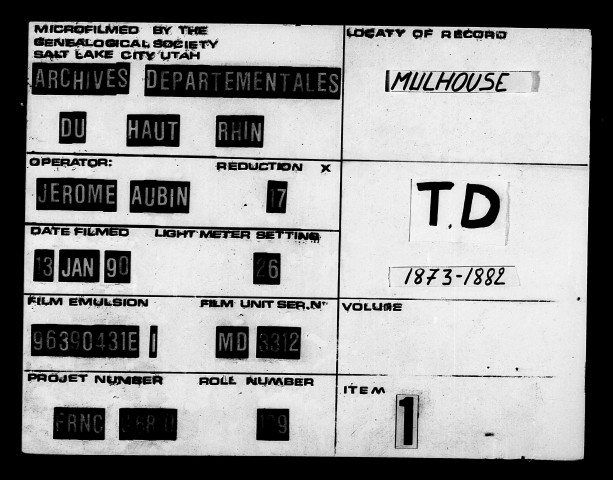 MICROFILMED BY THE
GENEALOGICAL SOCIETY
SALT LAKE CITY UTAH
ARCHIVES DEPARTEMENTALES
DU HAUT RHIN
OPERATOR:
JEROME AUBIN
REDUCTION X
17
DATE FILMED
13 JAN 90
LIGHT METER SETTING
26
FILM EMULSION
96390431E 1
FILM UNIT SER.N°
MD 3312
PROJET NUMBER
FRNC
ROLL NUMBER
LOCATY OF RECORD
MULHOUSE
T.D
1873-1882
VOLUME
ITEM
1